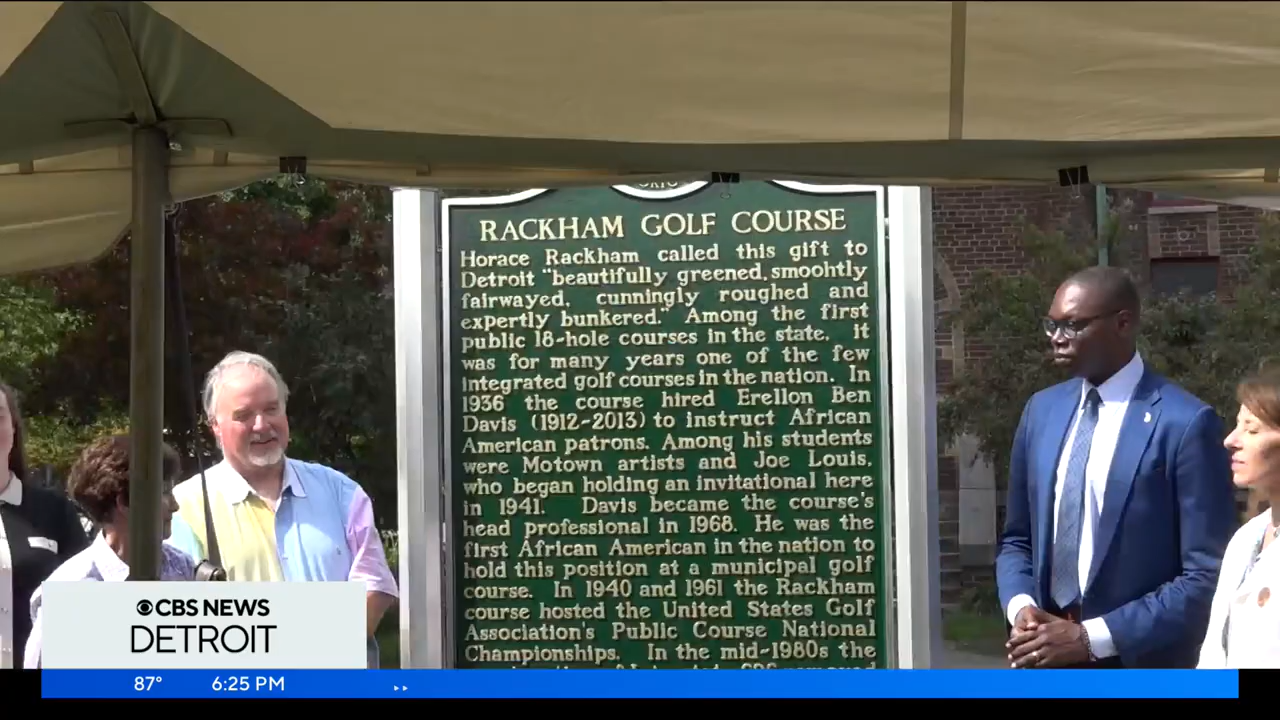 RACKHAM GOLF COURSE
Horace Rackham called this gift to
Detroit "beautifully greened, smoohtly
fairwayed, cunningly roughed and
expertly bunkered." Among the first
public 18-hole courses in the state, it
was for many years one of the few
integrated golf courses in the nation. In
1936 the course hired Erellon Ben
Davis (1912-2013) to instruct African
American patrons. Among his students
were Motown artists and Joe Louis,
who began holding an invitational here
in 1941. Davis became the course's
head professional in 1968. He was the
first African American in the nation to
hold this position at a municipal golf
course. In 1940 and 1961 the Rackham
course hosted the United States Golf
Association's Public Course National
Championships. In the mid-1980s the
CBS NEWS
DETROIT
87° 6:25 PM